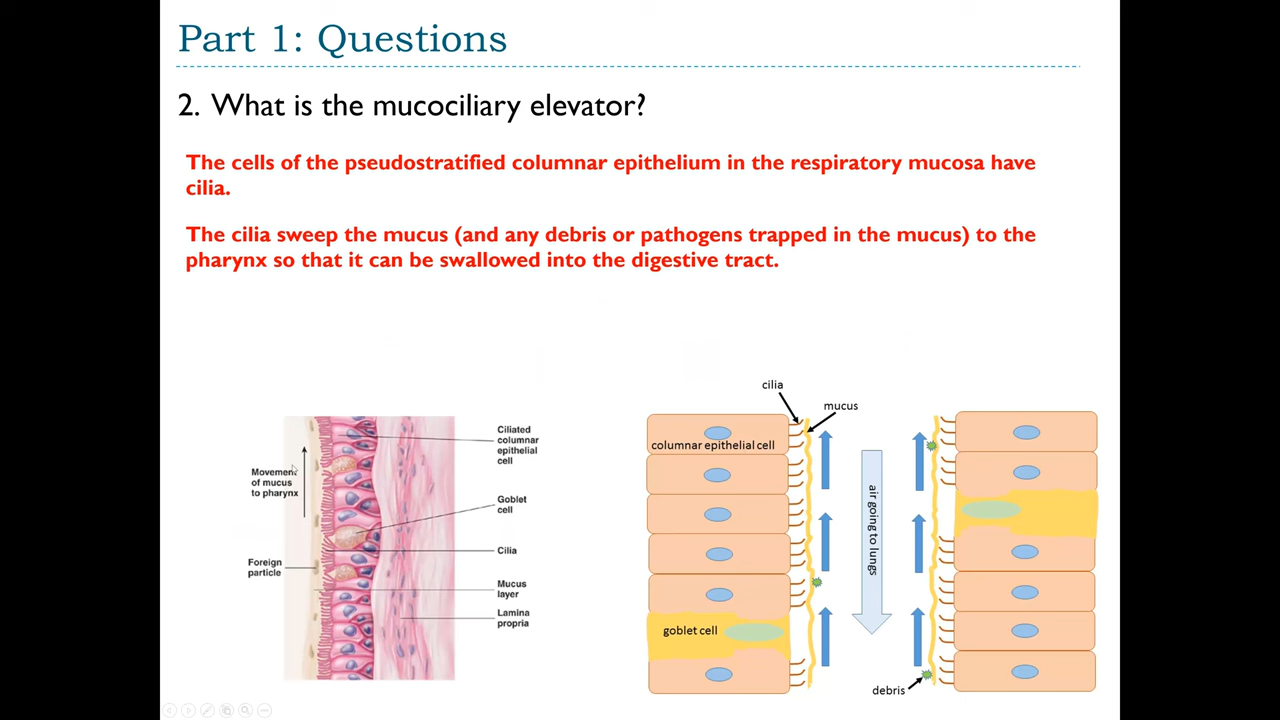 Part 1: Questions
2. What is the mucociliary elevator?
The cells of the pseudostratified columnar epithelium in the respiratory mucosa have
cilia.
The cilia sweep the mucus (and any debris or pathogens trapped in the mucus) to the
pharynx so that it can be swallowed into the digestive tract.
Movement
of mucus
to pharynx
Foreign
particle
Ciliated
columnar
epithelial
cell
Goblet
cell
Cilia
Mucus
layer
Lamina
propria
cilia
mucus
columnar epithelial cell
air going to lungs
goblet cell
debris